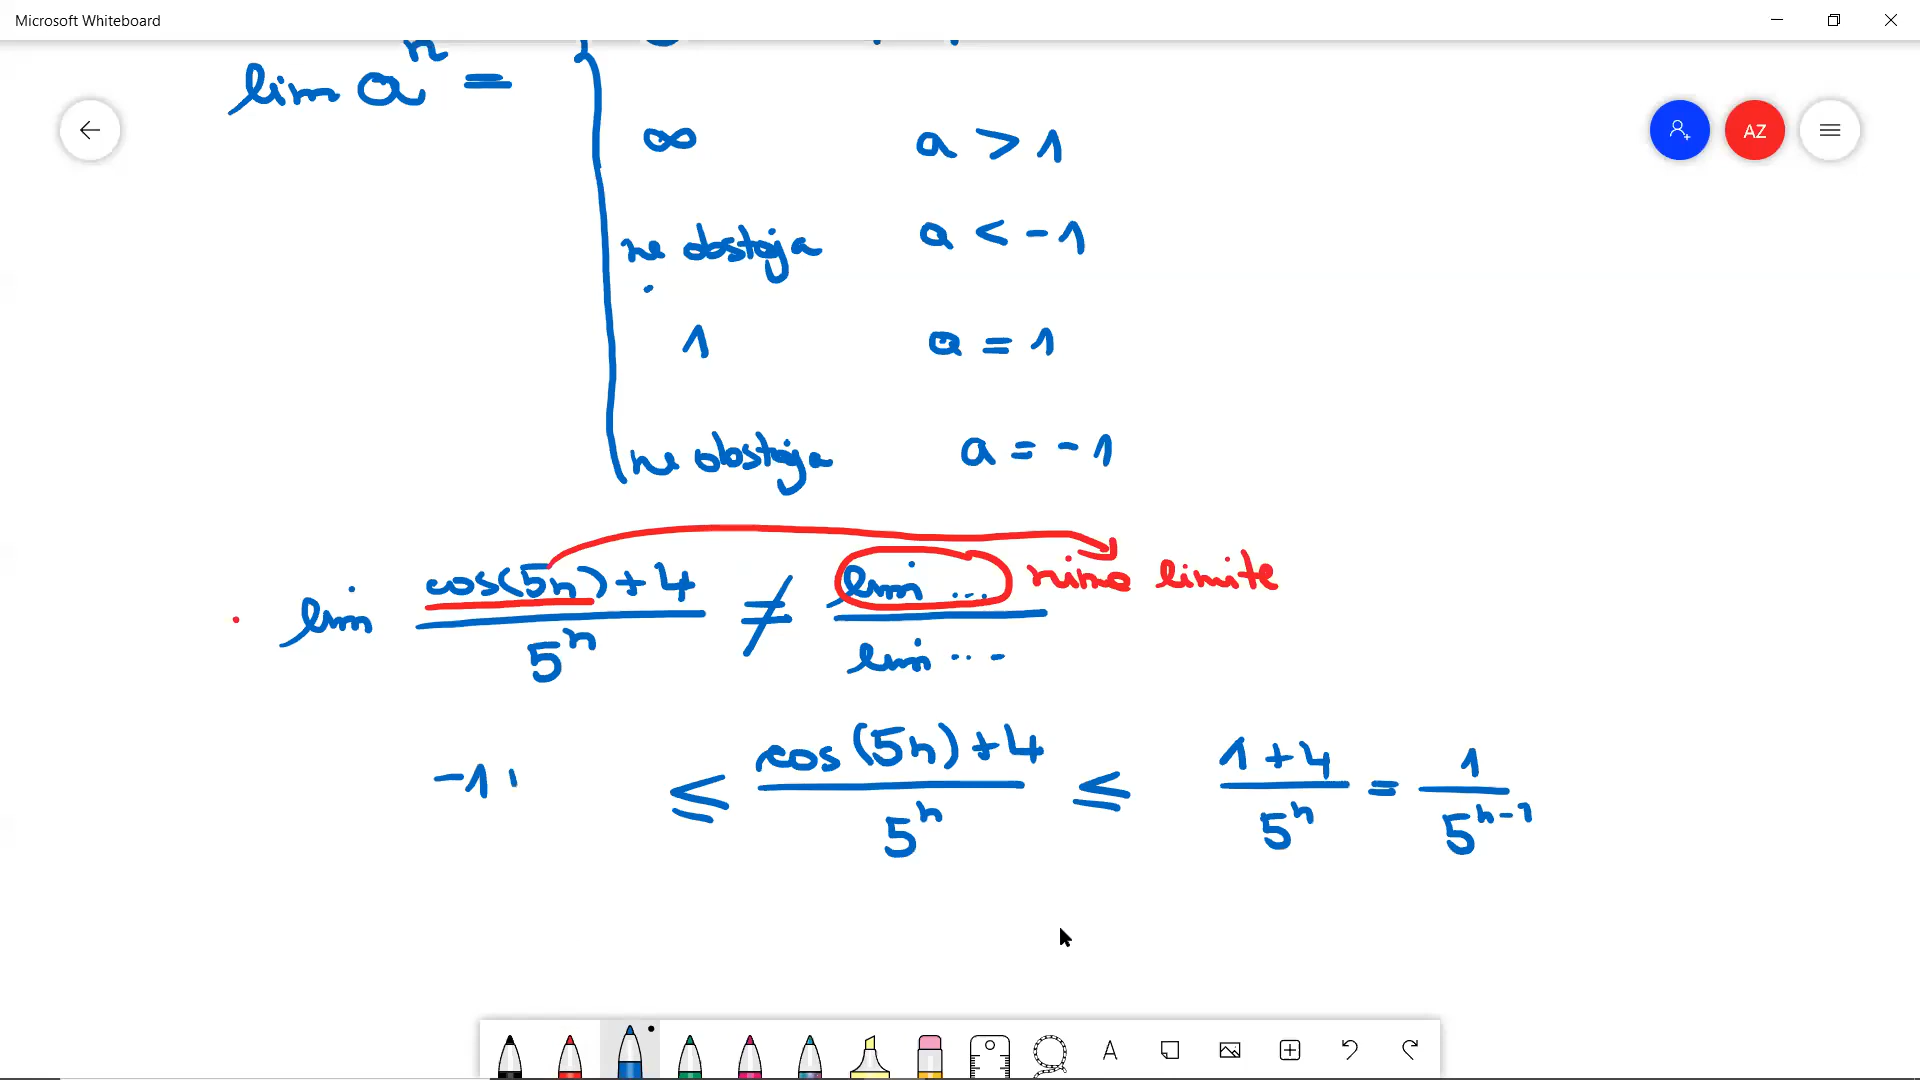 Microsoft Whiteboard
lim aⁿ =
∞ a > 1
AZ
ne obstaja a < -1
1 a = 1
ne obstaja a = -1
lim (cos(5n)+4)/5ⁿ ≠ (lim ...)/(lim ...) nima limite
-1 ≤ (cos(5n)+4)/5ⁿ ≤ (1+4)/5ⁿ = 1/5ⁿ⁻¹
A